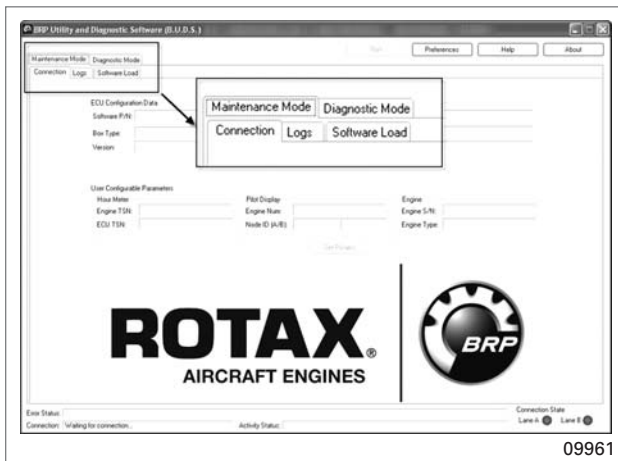 BRP Utility and Diagnostic Software (B.U.D.S.)
Preferences Help About
Maintenance Mode Diagnostic Mode
Connection Logs Software Load
Maintenance Mode Diagnostic Mode
Connection Logs Software Load
ECU Configuration Data
Software P/N:
Box Type:
Version:
User Configurable Parameters
Hour Meter Pilot Display Engine
Engine TSN: Engine Num: Engine S/N:
ECU TSN: Node ID (A/B): Engine Type:
ROTAX®
AIRCRAFT ENGINES
BRP
Error Status: Connection State
Connection: Waiting for connection.. Activity Status: Lane A Lane B
09961